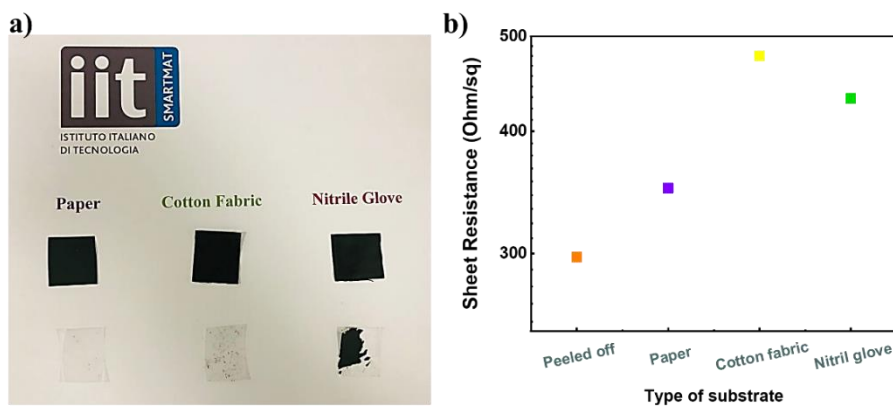 a)
iit
SMARTMAT
ISTITUTO ITALIANO
DI TECNOLOGIA
Paper
Cotton Fabric
Nitrile Glove
b)
500
400
300
Sheet Resistance (Ohm/sq)
Peeled off
Paper
Cotton fabric
Nitril glove
Type of substrate